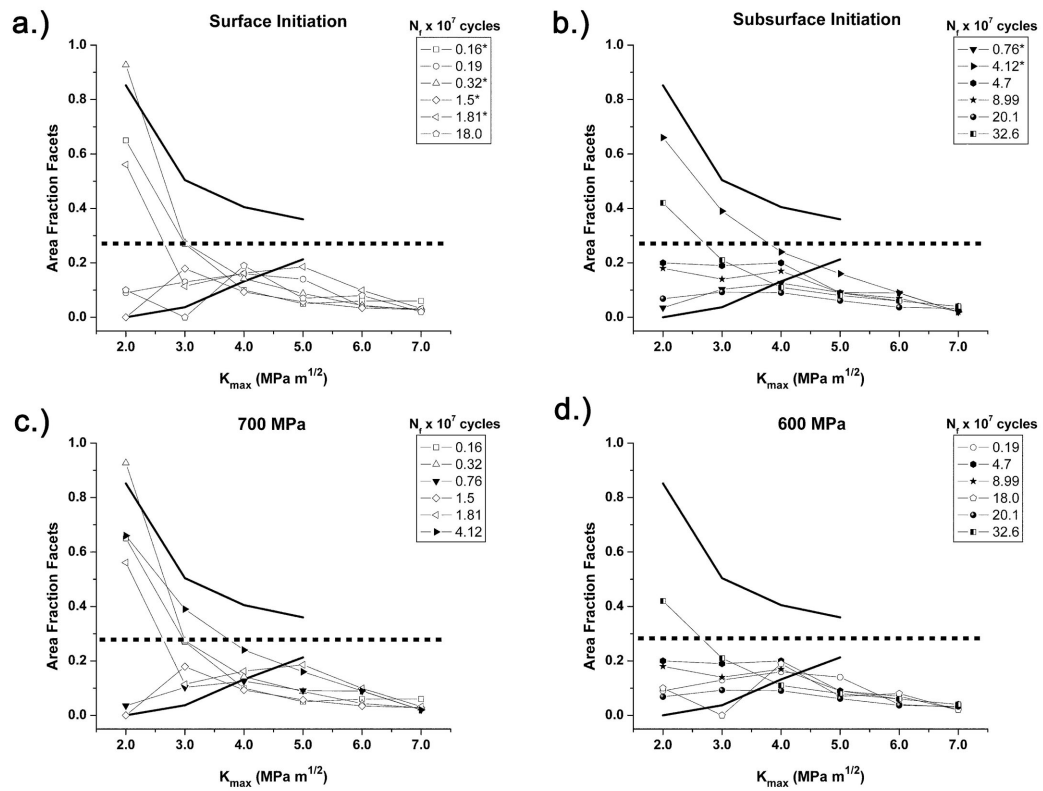 a.)
Surface Initiation
N_f x 10^7 cycles
0.16*
0.19
0.32*
1.5*
1.81*
18.0
Area Fraction Facets
1.0
0.8
0.6
0.4
0.2
0.0
2.0 3.0 4.0 5.0 6.0 7.0
K_max (MPa m^1/2)
b.)
Subsurface Initiation
N_f x 10^7 cycles
0.76*
4.12*
4.7
8.99
20.1
32.6
Area Fraction Facets
1.0
0.8
0.6
0.4
0.2
0.0
2.0 3.0 4.0 5.0 6.0 7.0
K_max (MPa m^1/2)
c.)
700 MPa
N_f x 10^7 cycles
0.16
0.32
0.76
1.5
1.81
4.12
Area Fraction Facets
1.0
0.8
0.6
0.4
0.2
0.0
2.0 3.0 4.0 5.0 6.0 7.0
K_max (MPa m^1/2)
d.)
600 MPa
N_f x 10^7 cycles
0.19
4.7
8.99
18.0
20.1
32.6
Area Fraction Facets
1.0
0.8
0.6
0.4
0.2
0.0
2.0 3.0 4.0 5.0 6.0 7.0
K_max (MPa m^1/2)